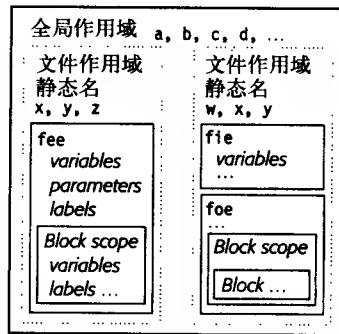 全局作用域 a, b, c, d, ...
文件作用域
静态名
x, y, z
fee
variables
parameters
labels
Block scope
variables
labels ...
文件作用域
静态名
w, x, y
fie
variables
...
foe
...
Block scope
Block ...